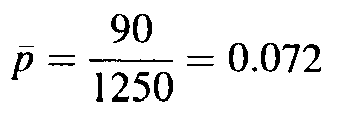 p̄ = 90/1250 = 0.072